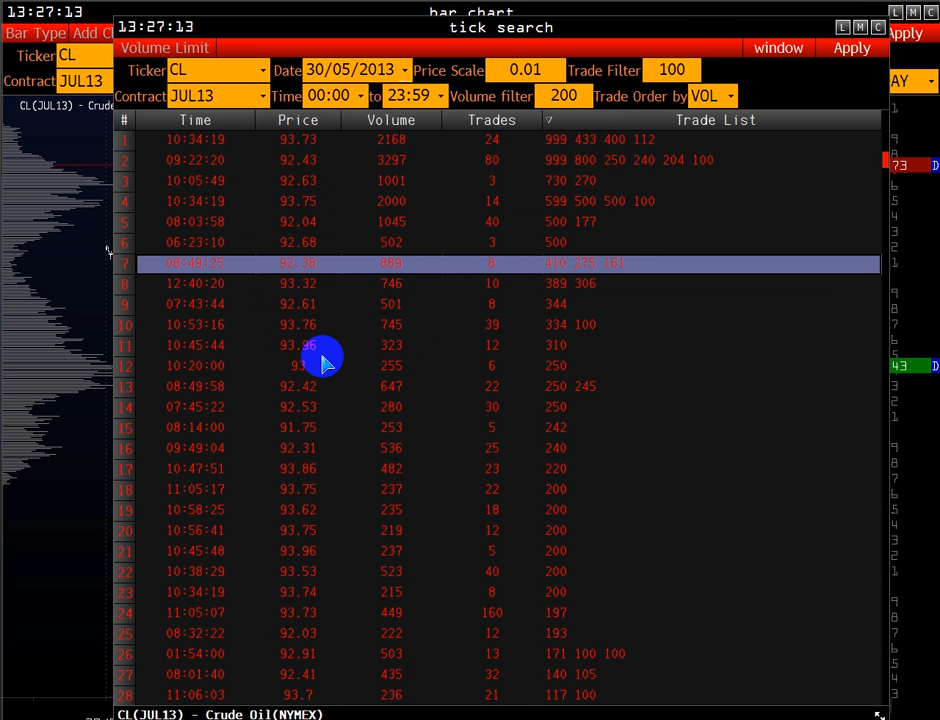 13:27:13 bar chart L M C
13:27:13 tick search L M C
Bar Type Add C Volume Limit window Apply Apply
Ticker CL Ticker CL Date 30/05/2013 Price Scale 0.01 Trade Filter 100
Contract JUL13 Contract JUL13 Time 00:00 to 23:59 Volume filter 200 Trade Order by VOL AY
CL(JUL13) - Crude
# Time Price Volume Trades Trade List
1 10:34:19 93.73 2168 24 999 433 400 112
2 09:22:20 92.43 3297 80 999 800 250 240 204 100
73 D
3 10:05:49 92.63 1001 3 730 270
4 10:34:19 93.75 2000 14 599 500 500 100
5 08:03:58 92.04 1045 40 500 177
6 06:23:10 92.68 502 3 500
7 08:49:25 92.38 889 8 410 275 161
8 12:40:20 93.32 746 10 389 306
9 07:43:44 92.61 501 8 344
10 10:53:16 93.76 745 39 334 100
11 10:45:44 93.96 323 12 310
12 10:20:00 93 255 6 250
43 D
13 08:49:58 92.42 647 22 250 245
14 07:45:22 92.53 280 30 250
15 08:14:00 91.75 253 5 242
16 09:49:04 92.31 536 25 240
17 10:47:51 93.86 482 23 220
18 11:05:17 93.75 237 22 200
19 10:58:25 93.62 235 18 200
20 10:56:41 93.75 219 12 200
21 10:45:48 93.96 237 5 200
22 10:38:29 93.53 523 40 200
23 10:34:19 93.74 215 8 200
24 11:05:07 93.73 449 160 197
25 08:32:22 92.03 222 12 193
26 01:54:00 92.91 503 13 171 100 100
27 08:01:40 92.41 435 32 140 105
28 11:06:03 93.7 236 21 117 100
CL(JUL13) - Crude Oil(NYMEX)